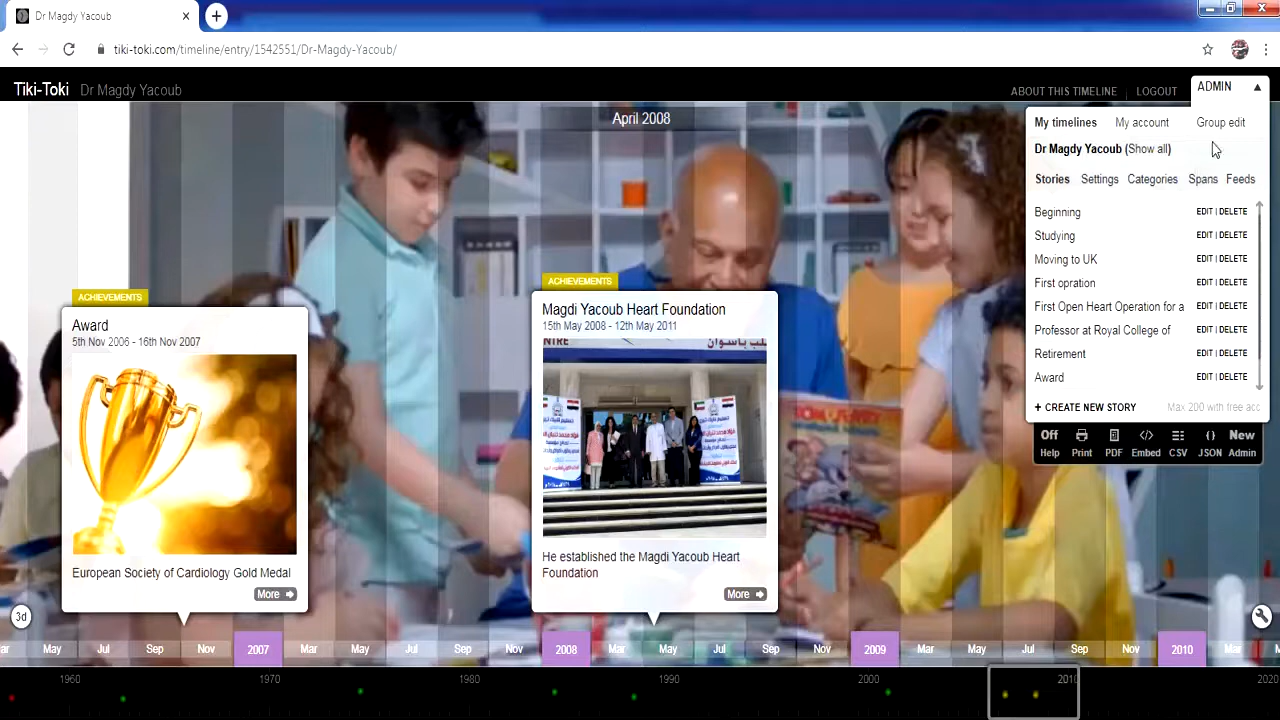 Dr Magdy Yacoub
tiki-toki.com/timeline/entry/1542551/Dr-Magdy-Yacoub/
Tiki-Toki Dr Magdy Yacoub
ABOUT THIS TIMELINE LOGOUT ADMIN
April 2008
My timelines My account Group edit
Dr Magdy Yacoub (Show all)
Stories Settings Categories Spans Feeds
Beginning EDIT | DELETE
Studying EDIT | DELETE
Moving to UK EDIT | DELETE
First opration EDIT | DELETE
First Open Heart Operation for a EDIT | DELETE
Professor at Royal College of EDIT | DELETE
Retirement EDIT | DELETE
Award EDIT | DELETE
+ CREATE NEW STORY Max 200 with free acc
Off Help Print PDF Embed CSV JSON New Admin
ACHIEVEMENTS
Award
5th Nov 2006 - 16th Nov 2007
European Society of Cardiology Gold Medal
More
ACHIEVEMENTS
Magdi Yacoub Heart Foundation
15th May 2008 - 12th May 2011
He established the Magdi Yacoub Heart
Foundation
More
3d
May Jul Sep Nov 2007 Mar May Jul Sep Nov 2008 Mar May Jul Sep Nov 2009 Mar May Jul Sep Nov 2010 Mar
1960 1970 1980 1990 2000 2010 2020